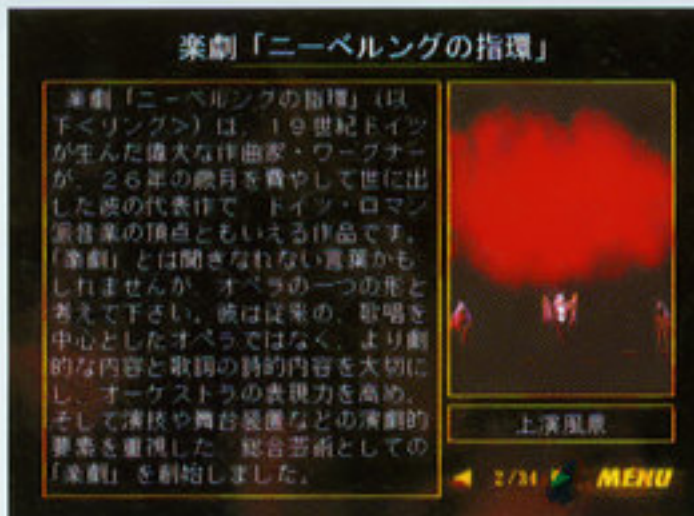 楽劇「ニーベルングの指環」
楽劇「ニーベルングの指環」(以
下<リング>)は、19世紀ドイツ
が生んだ偉大な作曲家・ワーグナー
が、26年の歳月を費やして世に出
した彼の代表作で ドイツ・ロマン
派音楽の頂点ともいえる作品です。
「楽劇」とは聞きなれない言葉かも
しれませんが、オペラの一つの形と
考えて下さい。彼は従来の、歌唱を
中心としたオペラではなく、より劇
的な内容と歌詞の詩的内容を大切に
し、オーケストラの表現力を高め、
そして演技や舞台装置などの演劇的
要素を重視した 総合芸術としての
「楽劇」を創始しました。
上演風景
2/34
MENU